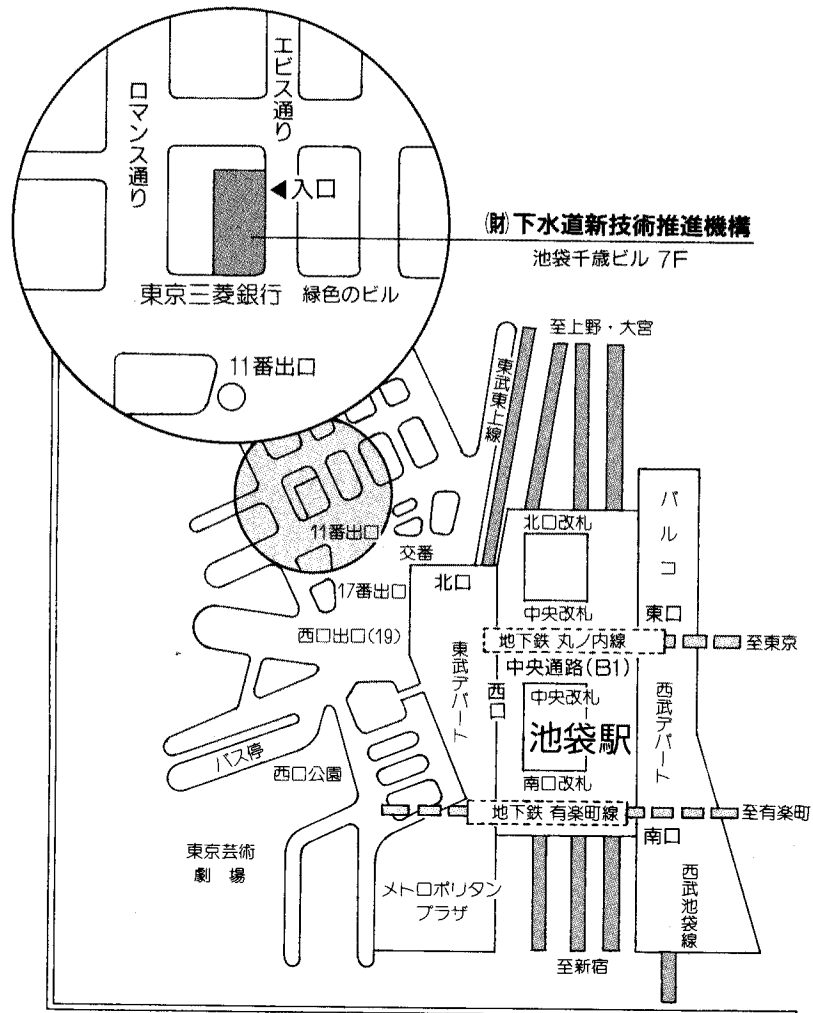 エビス通り
ロマンス通り
◀入口
(財)下水道新技術推進機構
池袋千歳ビル 7F
東京三菱銀行
緑色のビル
11番出口
至上野・大宮
東武東上線
パルコ
北口改札
11番出口
交番
北口
17番出口
中央改札
東口
西口出口(19)
地下鉄 丸ノ内線
至東京
東武デパート
西口
中央通路(B1)
中央改札
西武デパート
池袋駅
バス停
西口公園
南口改札
地下鉄 有楽町線
至有楽町
南口
東京芸術
劇 場
メトロポリタン
プラザ
西武池袋線
至新宿